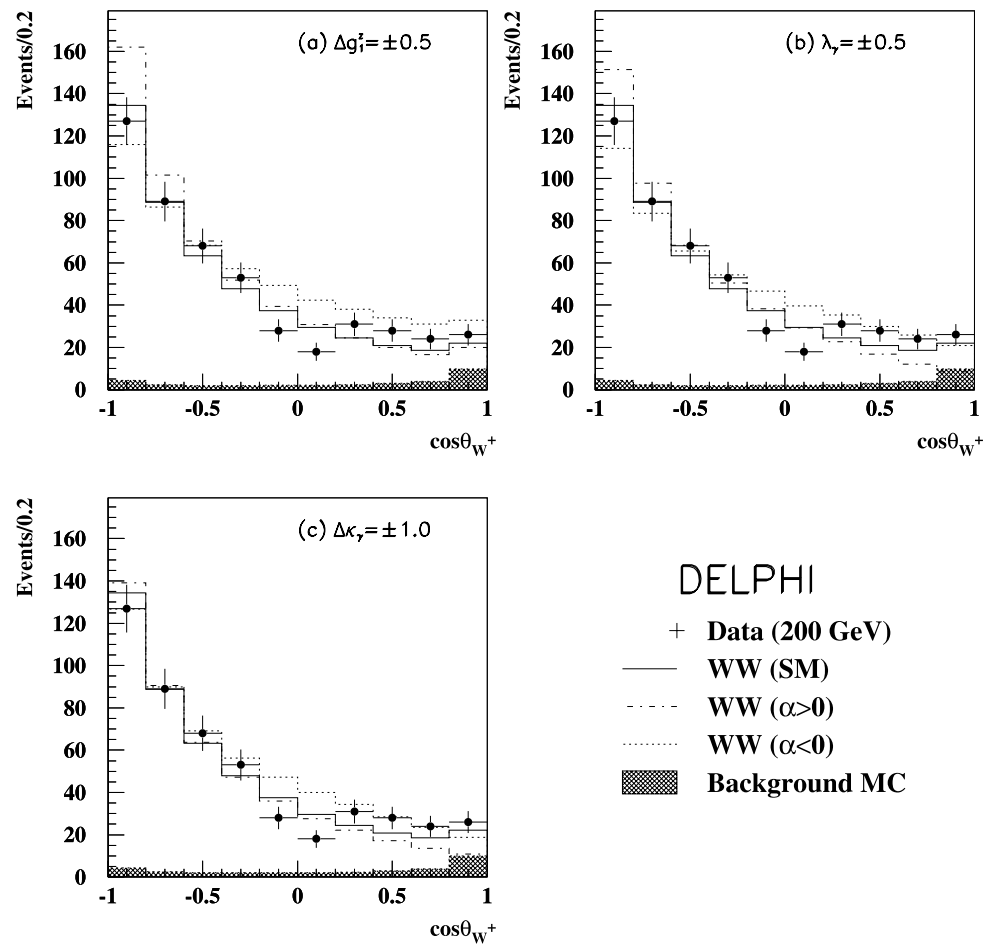 (a) Δg₁ᶻ=±0.5
Events/0.2
160
140
120
100
80
60
40
20
0
-1 -0.5 0 0.5 1
cosθW⁺
(b) λγ=±0.5
Events/0.2
160
140
120
100
80
60
40
20
0
-1 -0.5 0 0.5 1
cosθW⁺
(c) Δκγ=±1.0
Events/0.2
160
140
120
100
80
60
40
20
0
-1 -0.5 0 0.5 1
cosθW⁺
DELPHI
Data (200 GeV)
WW (SM)
WW (α>0)
WW (α<0)
Background MC